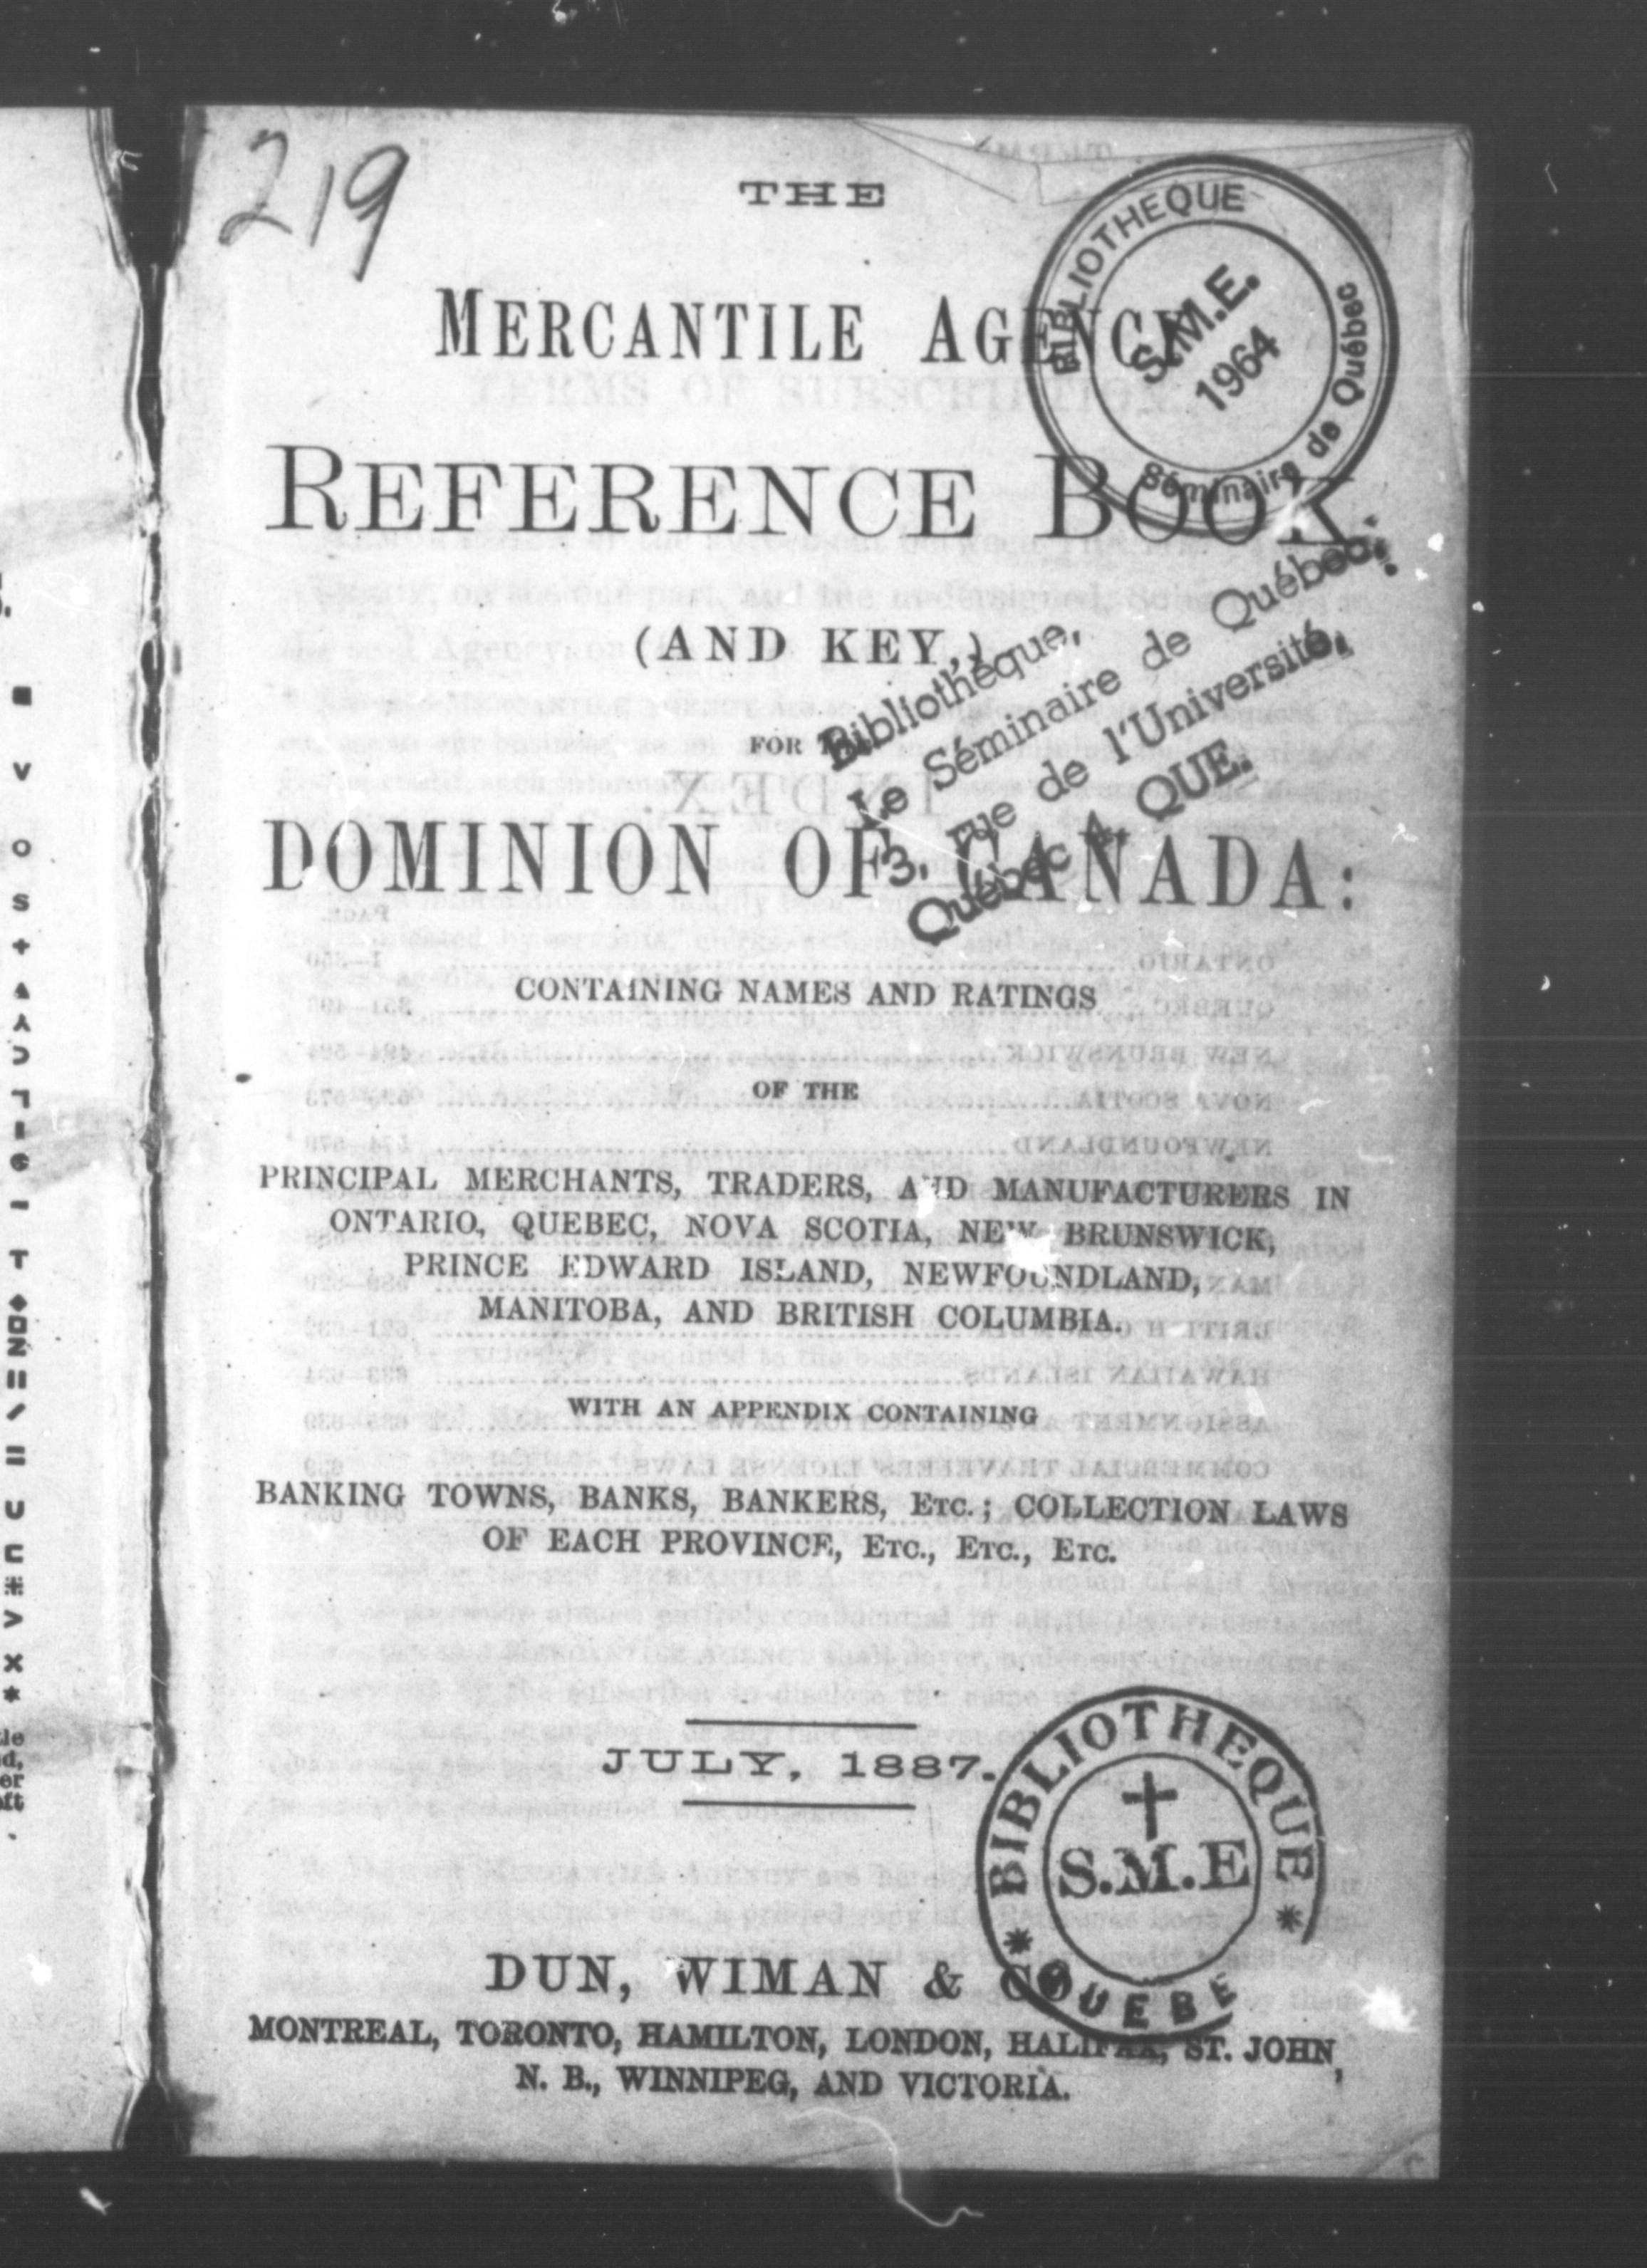 219
THE
MERCANTILE AGENCY
REFERENCE BOOK
(AND KEY,)
FOR THE
DOMINION OF CANADA:
CONTAINING NAMES AND RATINGS
OF THE
PRINCIPAL MERCHANTS, TRADERS, AND MANUFACTURERS IN
ONTARIO, QUEBEC, NOVA SCOTIA, NEW BRUNSWICK,
PRINCE EDWARD ISLAND, NEWFOUNDLAND,
MANITOBA, AND BRITISH COLUMBIA.
WITH AN APPENDIX CONTAINING
BANKING TOWNS, BANKS, BANKERS, ETC.; COLLECTION LAWS
OF EACH PROVINCE, ETC., ETC., ETC.
JULY, 1887.
DUN, WIMAN & CO
MONTREAL, TORONTO, HAMILTON, LONDON, HALIFAX, ST. JOHN,
N. B., WINNIPEG, AND VICTORIA.
BIBLIOTHEQUE
S.M.E.
1964
Séminaire de Québec
Bibliothèque,
Le Séminaire de Québec,
3, rue de l'Université,
Québec 4, QUE.
BIBLIOTHEQUE
S.M.E
* QUEBE *